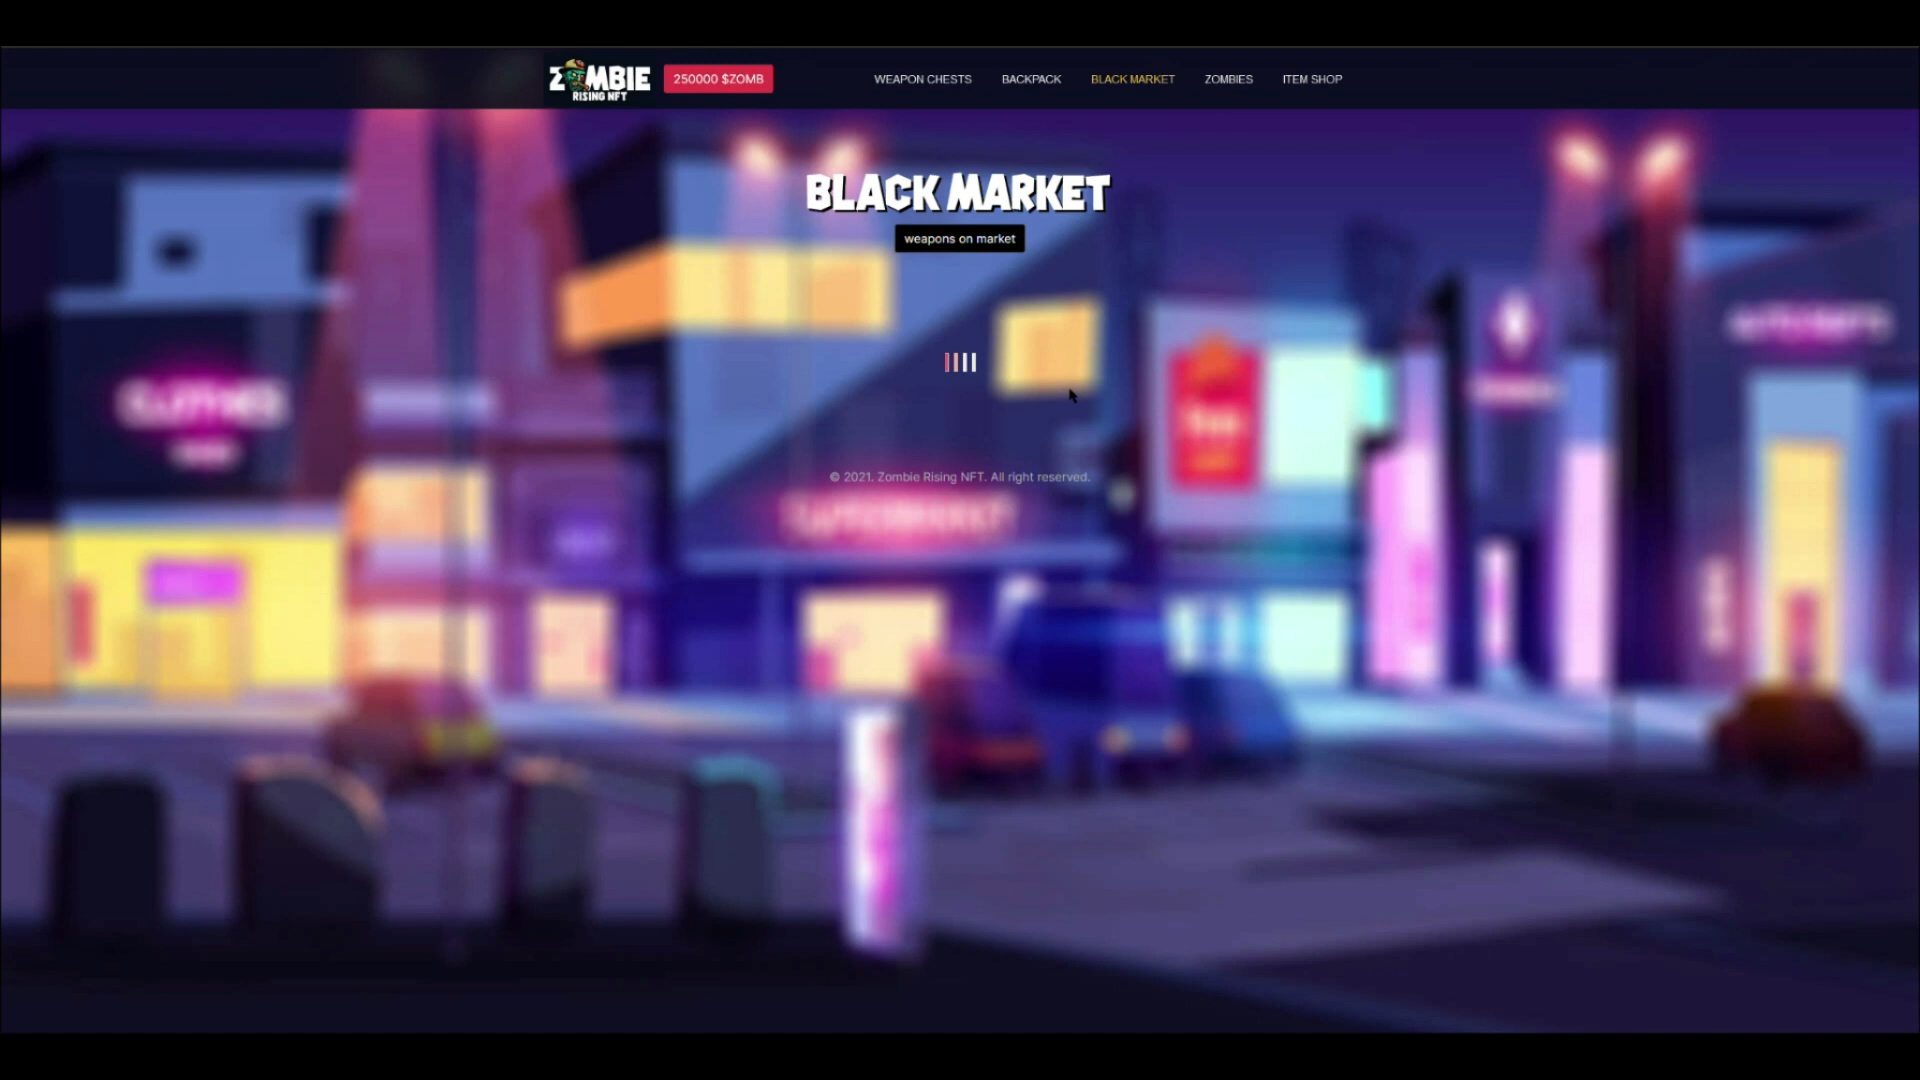 ZOMBIE
RISING NFT
250000 $ZOMB
WEAPON CHESTS
BACKPACK
BLACK MARKET
ZOMBIES
ITEM SHOP
BLACK MARKET
weapons on market
© 2021. Zombie Rising NFT. All right reserved.
CLOTHES